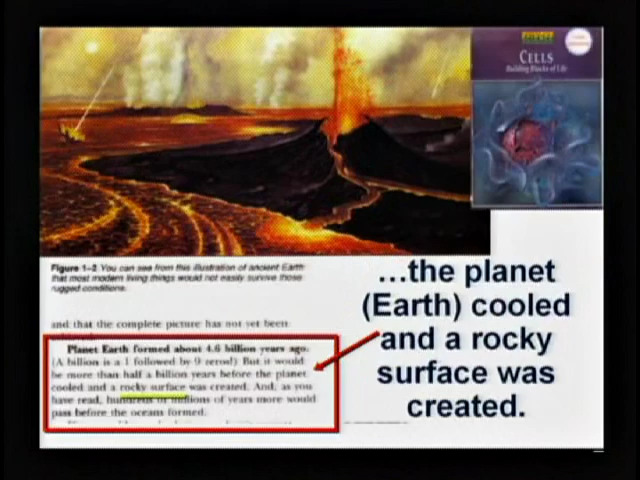 CELLS
Building Blocks of Life
Figure 1–2 You can see from this illustration of ancient Earth
that most modern living things would not easily survive those
rugged conditions.
and that the complete picture has not yet been
Planet Earth formed about 4.6 billion years ago.
(A billion is a 1 followed by 9 zeros!) But it would
be more than half a billion years before the planet
cooled and a rocky surface was created. And, as you
have read, hundreds of millions of years more would
pass before the oceans formed.
...the planet
(Earth) cooled
and a rocky
surface was
created.